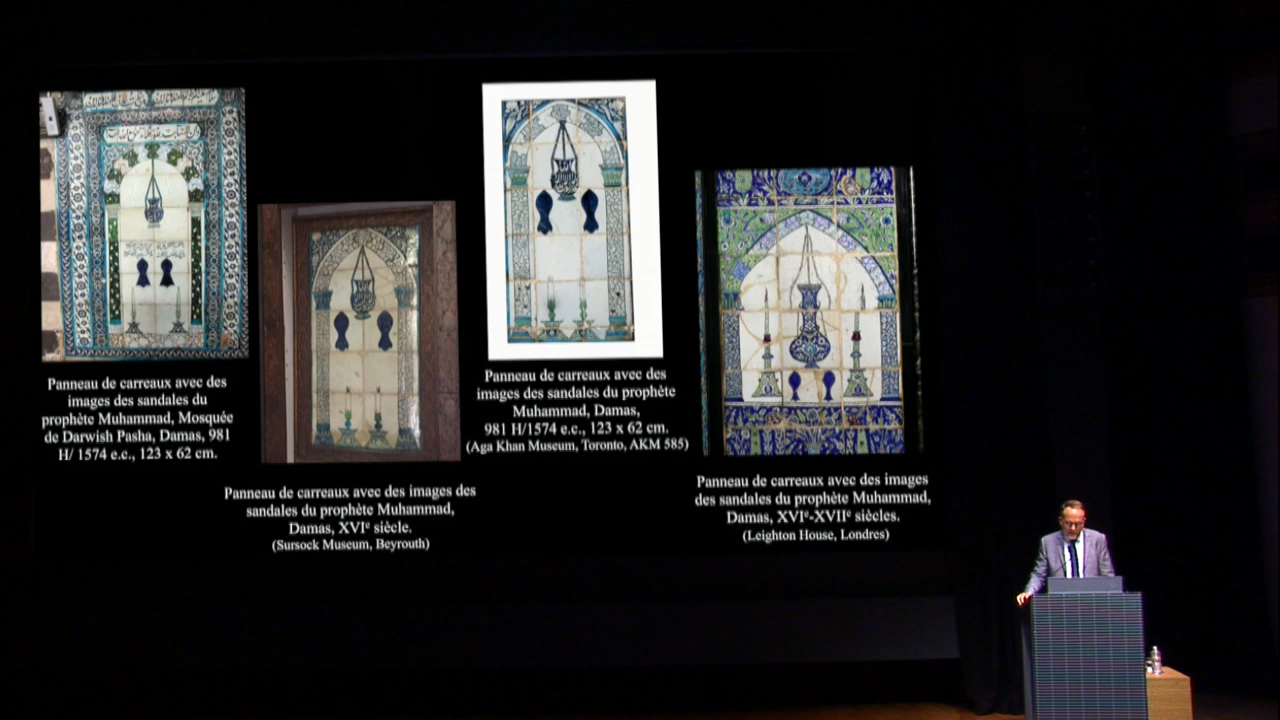 Panneau de carreaux avec des
images des sandales du
prophète Muhammad, Mosquée
de Darwish Pasha, Damas, 981
H/ 1574 e.c., 123 x 62 cm.
Panneau de carreaux avec des images des
sandales du prophète Muhammad,
Damas, XVIᵉ siècle.
(Sursock Museum, Beyrouth)
Panneau de carreaux avec des
images des sandales du prophète
Muhammad, Damas,
981 H/1574 e.c., 123 x 62 cm.
(Aga Khan Museum, Toronto, AKM 585)
Panneau de carreaux avec des images
des sandales du prophète Muhammad,
Damas, XVIᵉ-XVIIᵉ siècles.
(Leighton House, Londres)